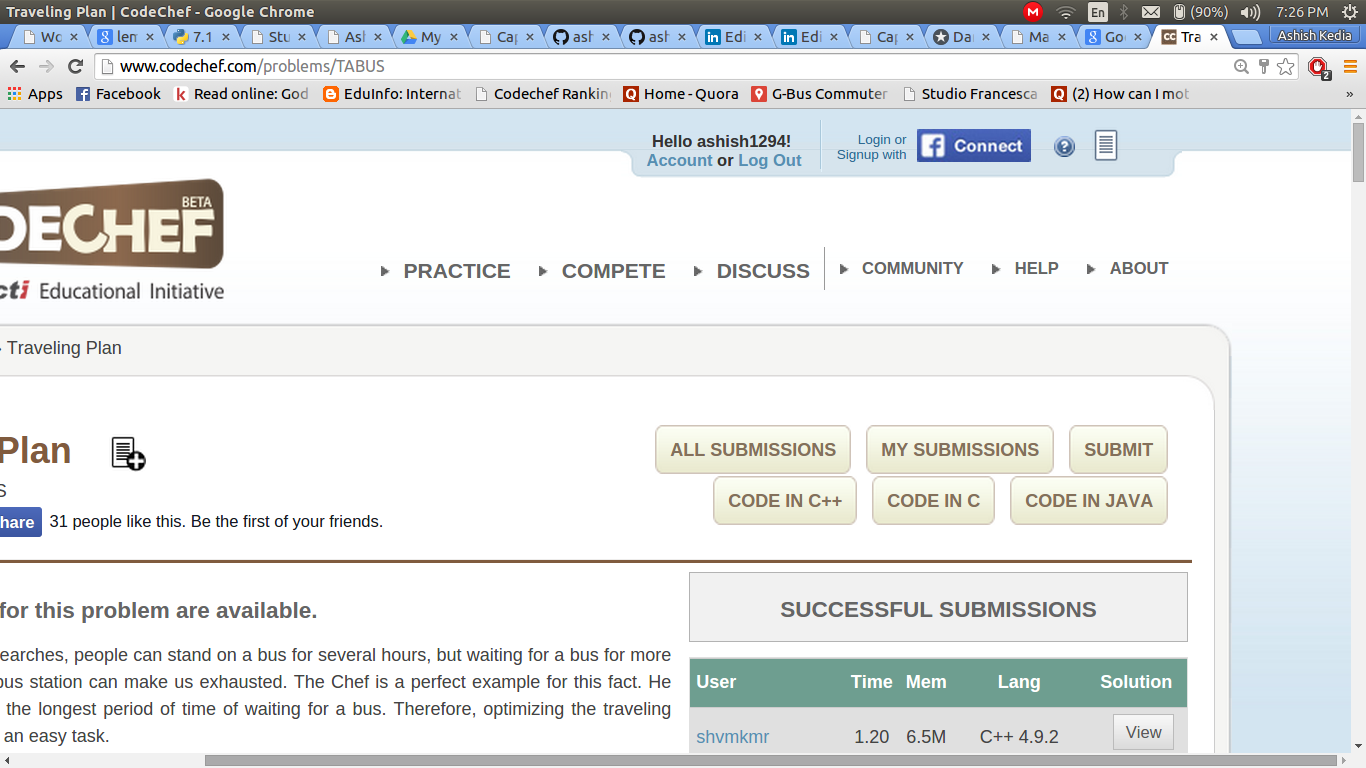 Traveling Plan | CodeChef - Google Chrome
En (90%) 7:26 PM
Wo lem 7.1 Stu Asl My Ca ash ash Edi Edi Ca Da Ma Go Tra Ashish Kedia
www.codechef.com/problems/TABUS
2
Apps Facebook Read online: God EduInfo: Internat Codechef Rankin Home - Quora G-Bus Commuter Studio Francesca (2) How can I mot »
Hello ashish1294!
Account or Log Out
Login or
Signup with
Connect
BETA
DECHEF
cti Educational Initiative
PRACTICE COMPETE DISCUSS COMMUNITY HELP ABOUT
Traveling Plan
Plan
ALL SUBMISSIONS MY SUBMISSIONS SUBMIT
S
CODE IN C++ CODE IN C CODE IN JAVA
hare 31 people like this. Be the first of your friends.
for this problem are available.
SUCCESSFUL SUBMISSIONS
earches, people can stand on a bus for several hours, but waiting for a bus for more
bus station can make us exhausted. The Chef is a perfect example for this fact. He
the longest period of time of waiting for a bus. Therefore, optimizing the traveling
an easy task.
User Time Mem Lang Solution
shvmkmr 1.20 6.5M C++ 4.9.2 View